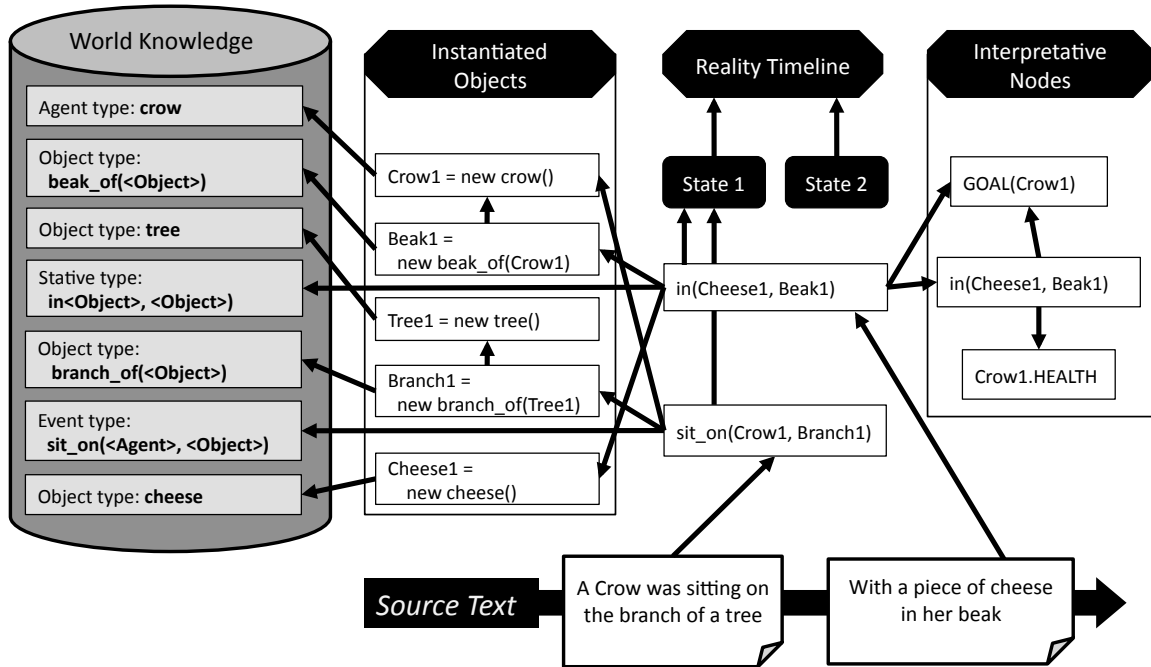 World Knowledge
Agent type: crow
Object type:
beak_of(<Object>)
Object type: tree
Stative type:
in<Object>, <Object>)
Object type:
branch_of(<Object>)
Event type:
sit_on(<Agent>, <Object>)
Object type: cheese
Instantiated
Objects
Crow1 = new crow()
Beak1 =
new beak_of(Crow1)
Tree1 = new tree()
Branch1 =
new branch_of(Tree1)
Cheese1 =
new cheese()
Reality Timeline
State 1
State 2
in(Cheese1, Beak1)
sit_on(Crow1, Branch1)
Interpretative
Nodes
GOAL(Crow1)
in(Cheese1, Beak1)
Crow1.HEALTH
Source Text
A Crow was sitting on
the branch of a tree
With a piece of cheese
in her beak